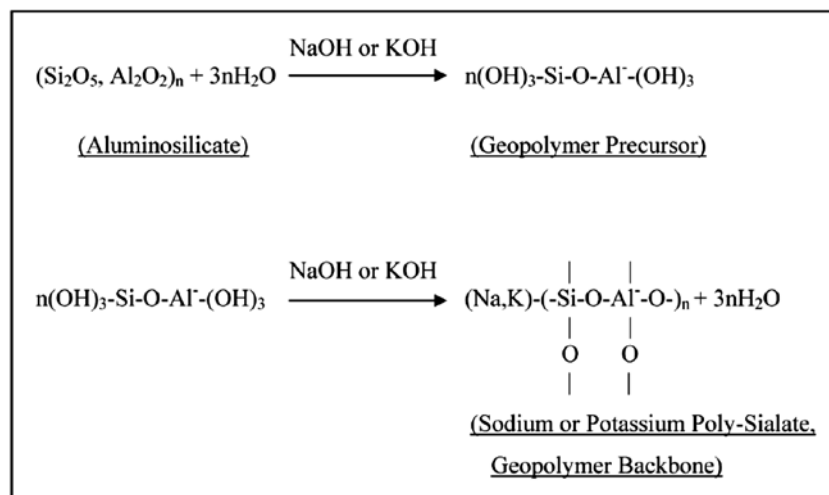 NaOH or KOH
(Si₂O₅, Al₂O₂)ₙ + 3nH₂O → n(OH)₃-Si-O-Al⁻-(OH)₃
(Aluminosilicate) (Geopolymer Precursor)
NaOH or KOH
| |
n(OH)₃-Si-O-Al⁻-(OH)₃ → (Na,K)-(-Si-O-Al⁻-O-)ₙ + 3nH₂O
| |
O O
| |
(Sodium or Potassium Poly-Sialate,
Geopolymer Backbone)